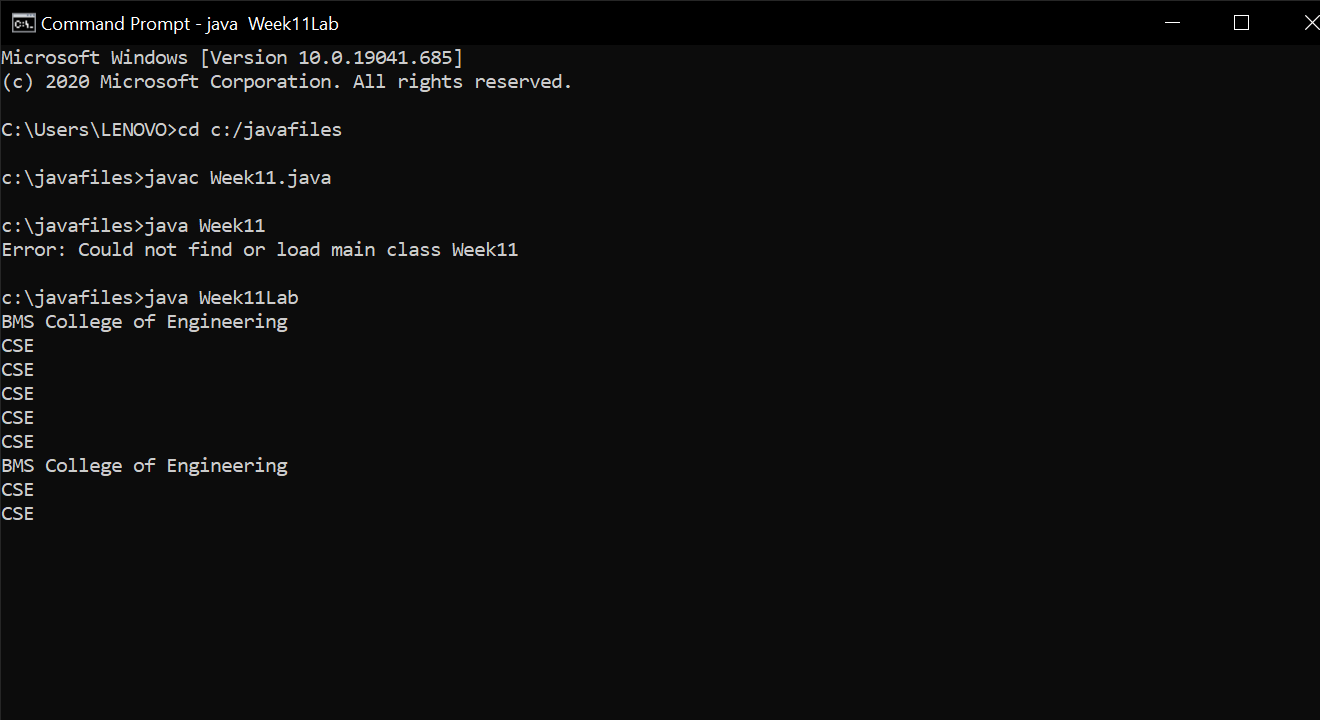 Command Prompt - java  Week11Lab
Microsoft Windows [Version 10.0.19041.685]
(c) 2020 Microsoft Corporation. All rights reserved.
C:\Users\LENOVO>cd c:/javafiles
c:\javafiles>javac Week11.java
c:\javafiles>java Week11
Error: Could not find or load main class Week11
c:\javafiles>java Week11Lab
BMS College of Engineering
CSE
CSE
CSE
CSE
CSE
BMS College of Engineering
CSE
CSE